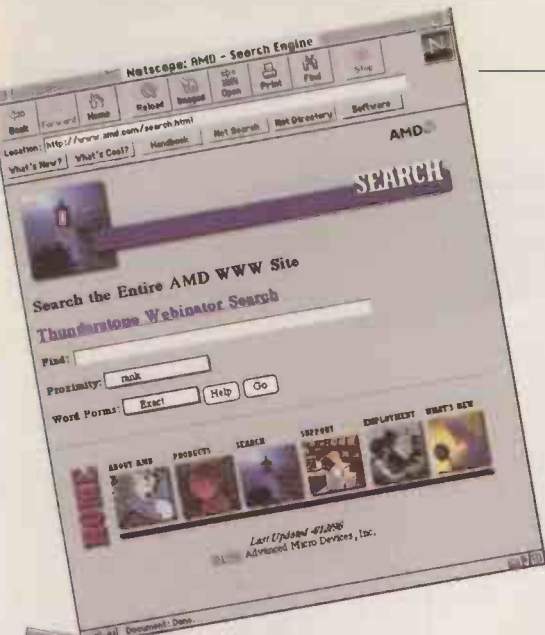 Netscape: AMD - Search Engine
Back Forward Home Reload Images Open Print Find Stop
Location: http://www.amd.com/search.html
What's New? What's Cool? Handbook Net Search Net Directory Software
AMD
SEARCH
Search the Entire AMD WWW Site
Thunderstone Webinator Search
Find:
Proximity: rank
Word Forms: Exact Help Go
HOME
ABOUT AMD PRODUCTS SEARCH SUPPORT EMPLOYMENT WHAT'S NEW
Last Updated
Advanced Micro Devices, Inc.
Document: Done.